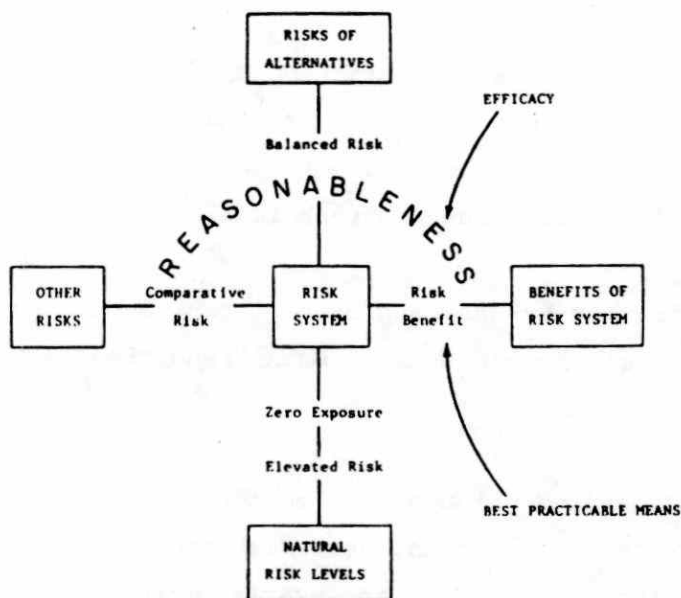 RISKS OF
ALTERNATIVES
EFFICACY
Balanced Risk
REASONABLENESS
OTHER
RISKS
Comparative
Risk
RISK
SYSTEM
Risk
Benefit
BENEFITS OF
RISK SYSTEM
Zero Exposure
Elevated Risk
BEST PRACTICABLE MEANS
NATURAL
RISK LEVELS